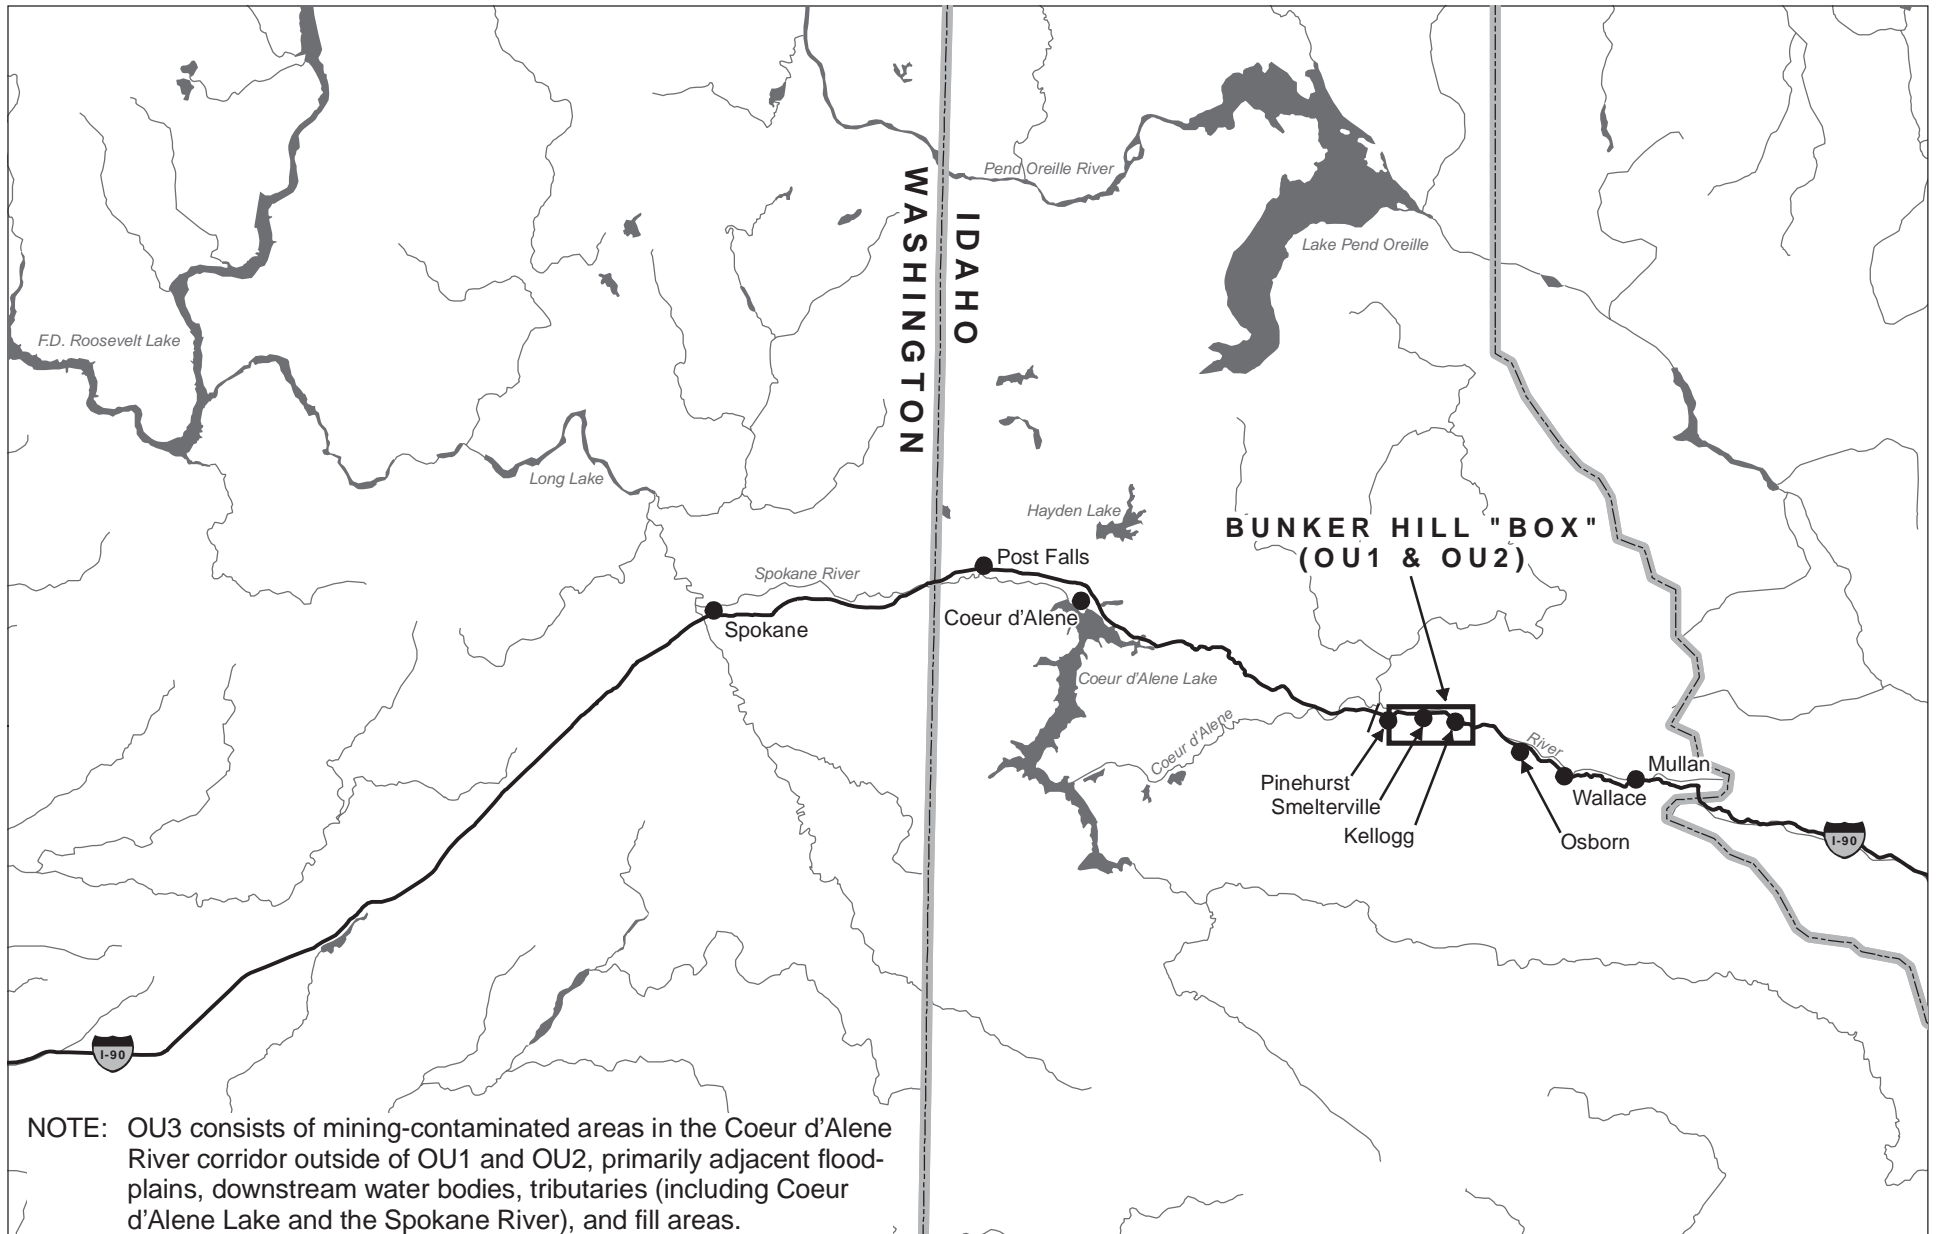 Pend Oreille River
WASHINGTON
IDAHO
Lake Pend Oreille
F.D. Roosevelt Lake
Long Lake
Hayden Lake
BUNKER HILL "BOX"
(OU1 & OU2)
Post Falls
Spokane River
Coeur d'Alene
Spokane
Coeur d'Alene Lake
Coeur d'Alene
River
Mullan
Pinehurst
Smelterville
Wallace
Kellogg
Osborn
I-90
I-90
NOTE: OU3 consists of mining-contaminated areas in the Coeur d'Alene
River corridor outside of OU1 and OU2, primarily adjacent flood-
plains, downstream water bodies, tributaries (including Coeur
d'Alene Lake and the Spokane River), and fill areas.